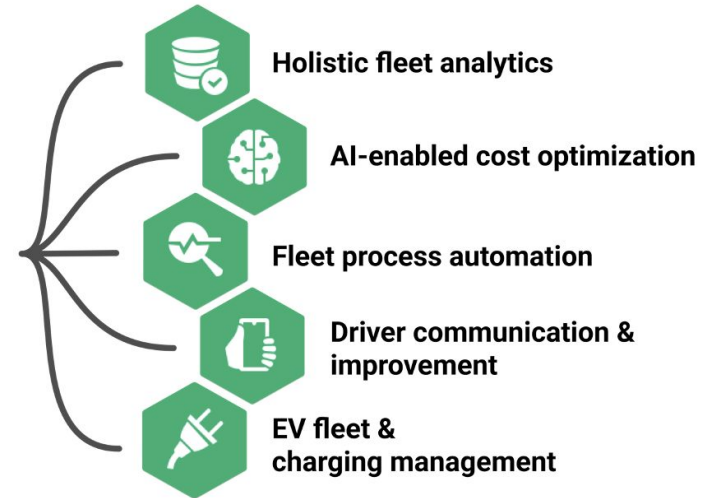 Holistic fleet analytics
AI-enabled cost optimization
Fleet process automation
Driver communication &
improvement
EV fleet &
charging management